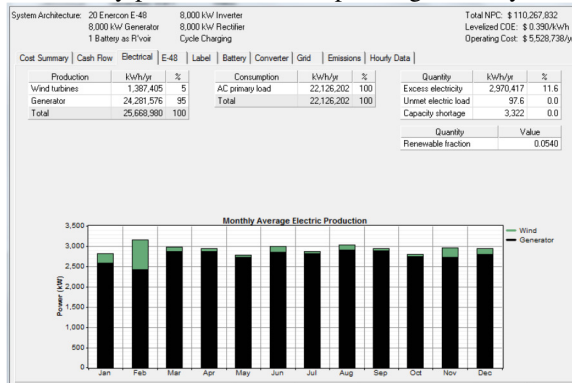 System Architecture: 20 Enercon E-48 8,000 kW Inverter Total NPC: $ 110,267,832
8,000 kW Generator 8,000 kW Rectifier Levelized COE: $ 0.390/kWh
1 Battery as R'voir Cycle Charging Operating Cost: $ 5,528,738/y
Cost Summary Cash Flow Electrical E-48 Label Battery Converter Grid Emissions Hourly Data
Production kWh/yr % Consumption kWh/yr % Quantity kWh/yr %
Wind turbines 1,387,405 5 AC primary load 22,126,202 100 Excess electricity 2,970,417 11.6
Generator 24,281,576 95 Total 22,126,202 100 Unmet electric load 97.6 0.0
Total 25,668,980 100 Capacity shortage 3,322 0.0
Quantity Value
Renewable fraction 0.0540
Monthly Average Electric Production
Power (kW)
3,500
3,000
2,500
2,000
1,500
1,000
500
0
Jan Feb Mar Apr May Jun Jul Aug Sep Oct Nov Dec
Wind
Generator